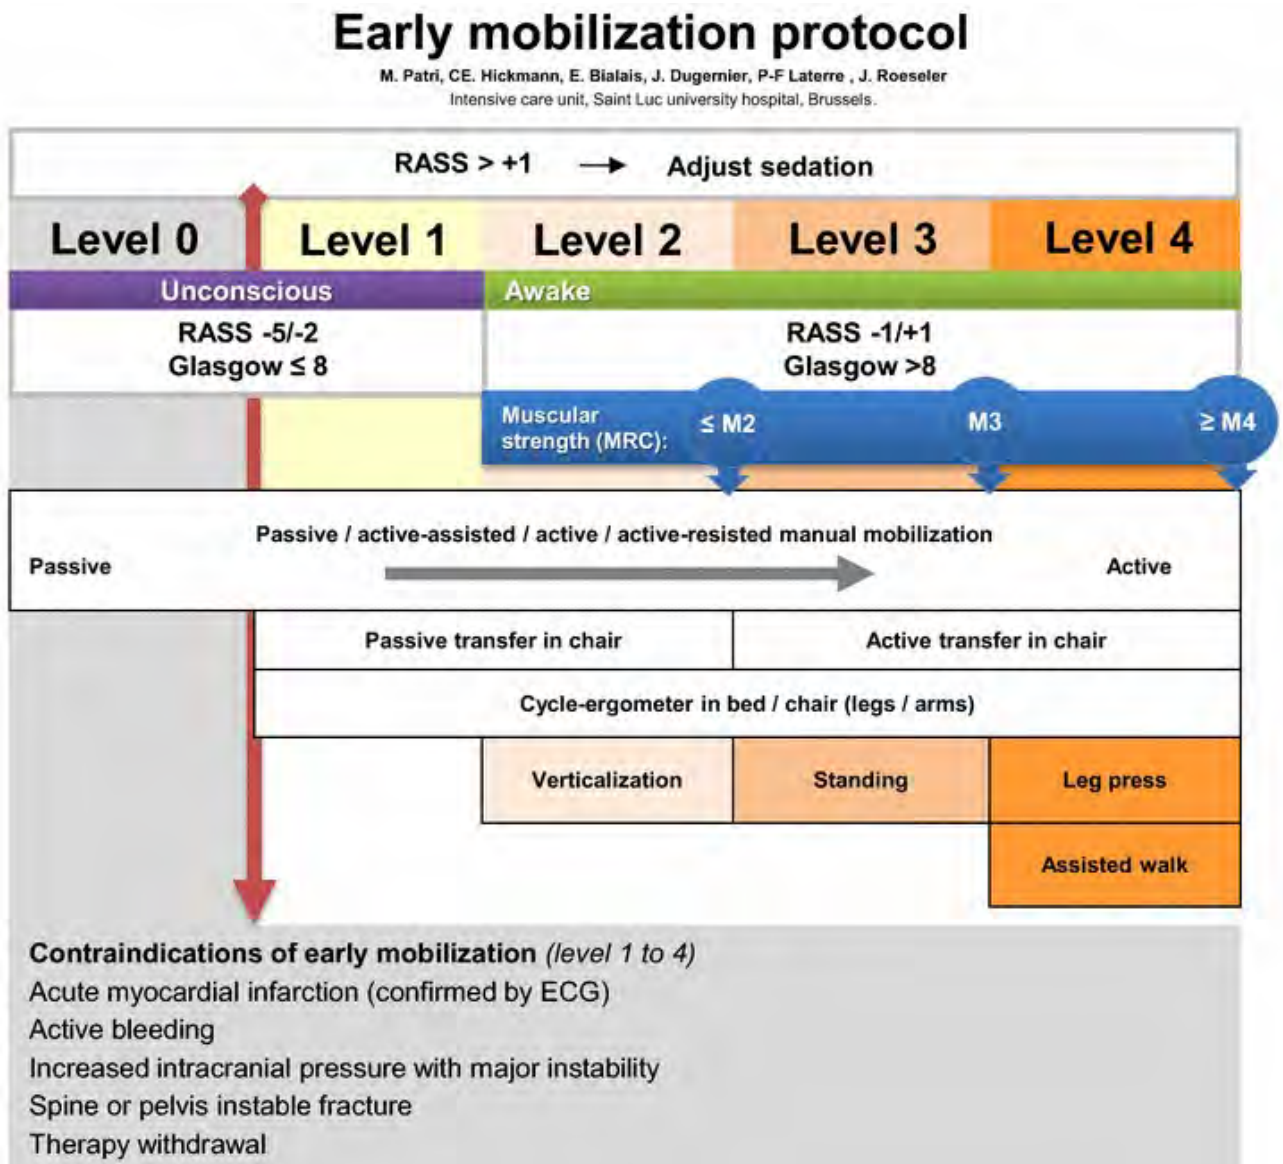 Early mobilization protocol
M. Patri, CE. Hickmann, E. Bialais, J. Dugernier, P-F Laterre , J. Roeseler
Intensive care unit, Saint Luc university hospital, Brussels.
RASS > +1 → Adjust sedation
Level 0
Level 1
Level 2
Level 3
Level 4
Unconscious
Awake
RASS -5/-2
Glasgow ≤ 8
RASS -1/+1
Glasgow >8
Muscular
strength (MRC):
≤ M2
M3
≥ M4
Passive / active-assisted / active / active-resisted manual mobilization
Passive
Active
Passive transfer in chair
Active transfer in chair
Cycle-ergometer in bed / chair (legs / arms)
Verticalization
Standing
Leg press
Assisted walk
Contraindications of early mobilization (level 1 to 4)
Acute myocardial infarction (confirmed by ECG)
Active bleeding
Increased intracranial pressure with major instability
Spine or pelvis instable fracture
Therapy withdrawal